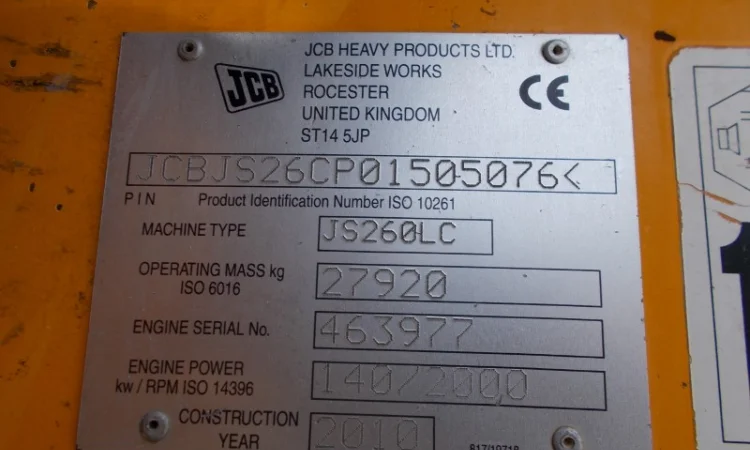 JCB
JCB HEAVY PRODUCTS LTD.
LAKESIDE WORKS
ROCESTER
UNITED KINGDOM
ST14 5JP
CE
JCBJS26CP01505076<
PIN Product Identification Number ISO 10261
MACHINE TYPE JS260LC
OPERATING MASS kg
ISO 6016
27920
ENGINE SERIAL No. 463977
ENGINE POWER
kw / RPM ISO 14396
140/2000
CONSTRUCTION
YEAR
2010
817/19718